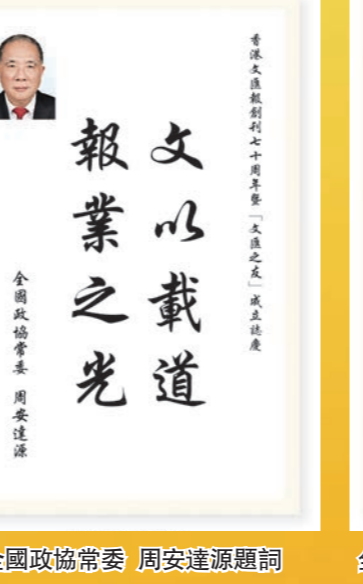 香港文匯報創刊七十周年暨「文匯之友」成立誌慶
文以載道
報業之光
全國政協常委 周安達源
全國政協常委 周安達源題詞
全